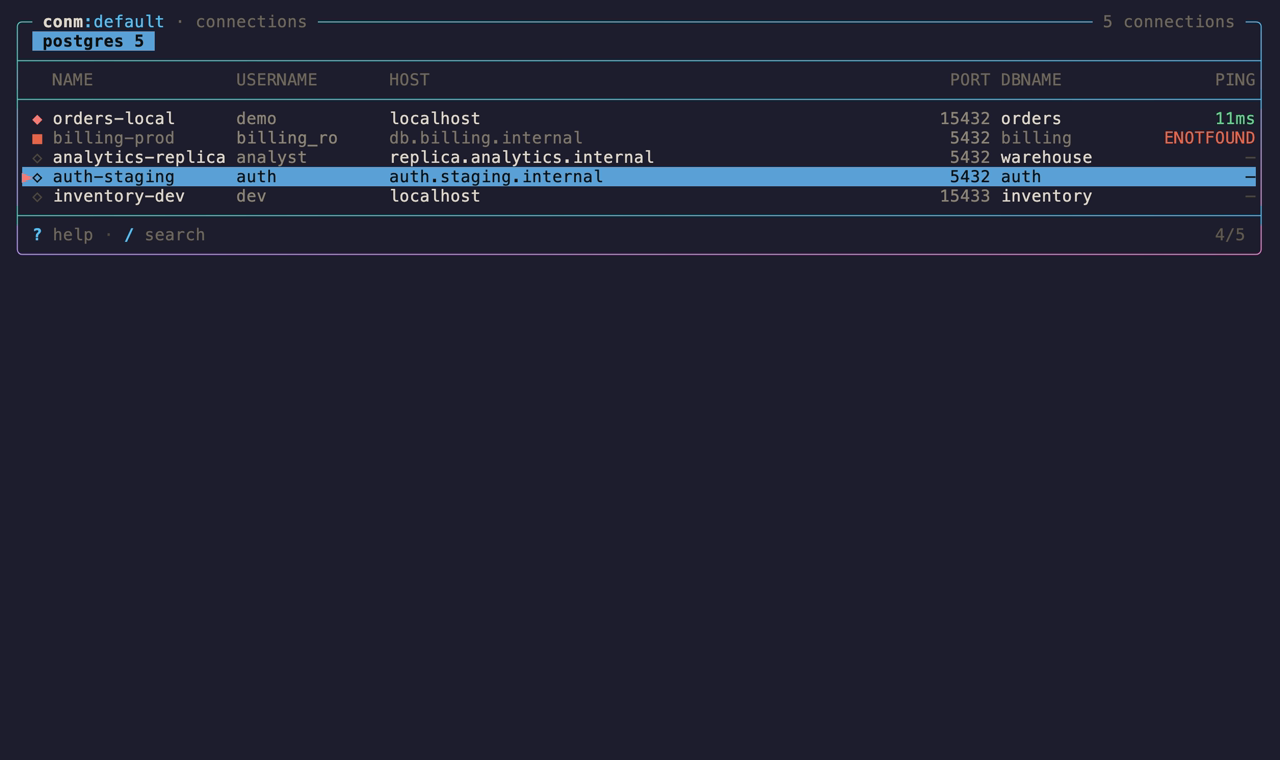 conm:default · connections 5 connections
postgres 5
NAME USERNAME HOST PORT DBNAME PING
◆ orders-local demo localhost 15432 orders 11ms
■ billing-prod billing_ro db.billing.internal 5432 billing ENOTFOUND
◇ analytics-replica analyst replica.analytics.internal 5432 warehouse —
▶◇ auth-staging auth auth.staging.internal 5432 auth —
◇ inventory-dev dev localhost 15433 inventory —
? help · / search 4/5